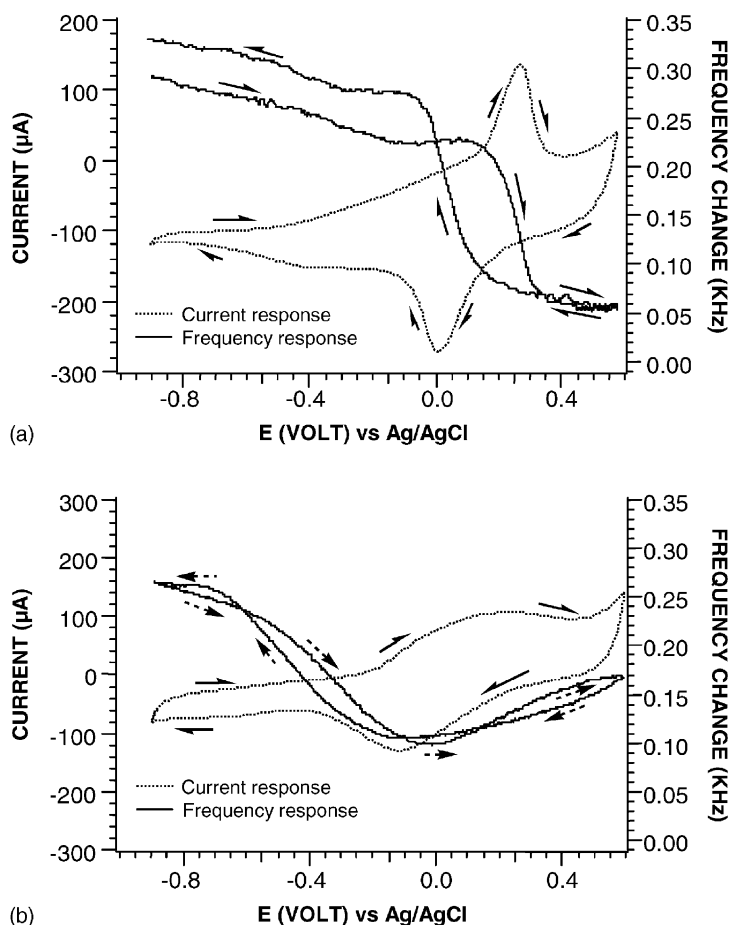 200
100
0
-100
-200
-300
CURRENT (µA)
0.35
0.30
0.25
0.20
0.15
0.10
0.05
0.00
FREQUENCY CHANGE (KHz)
Current response
Frequency response
-0.8 -0.4 0.0 0.4
E (VOLT) vs Ag/AgCl
(a)
300
200
100
0
-100
-200
-300
CURRENT (µA)
0.35
0.30
0.25
0.20
0.15
0.10
0.05
0.00
FREQUENCY CHANGE (KHz)
Current response
Frequency response
-0.8 -0.4 0.0 0.4
E (VOLT) vs Ag/AgCl
(b)